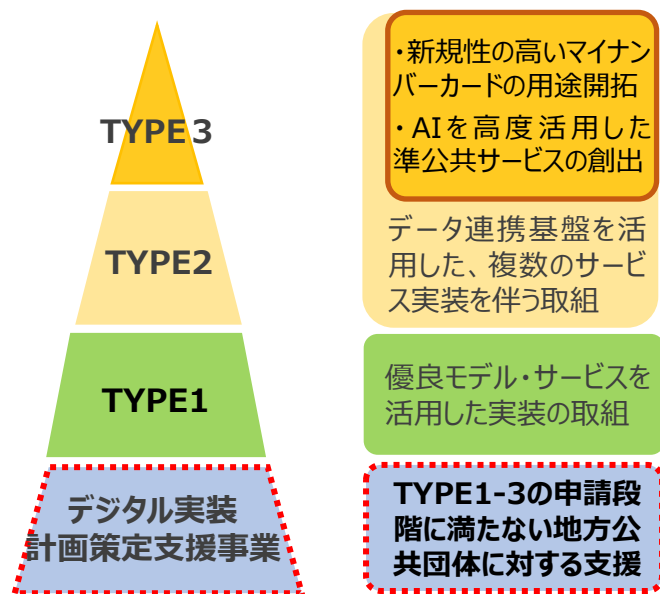 TYPE3
・新規性の高いマイナン
バーカードの用途開拓
・AIを高度活用した
準公共サービスの創出
TYPE2
データ連携基盤を活
用した、複数のサービ
ス実装を伴う取組
TYPE1
優良モデル・サービスを
活用した実装の取組
デジタル実装
計画策定支援事業
TYPE1-3の申請段
階に満たない地方公
共団体に対する支援